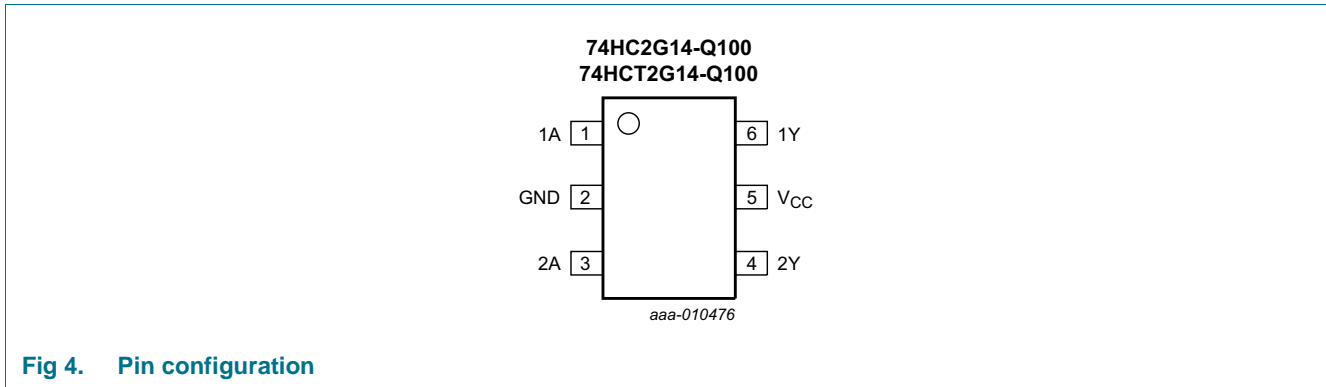 74HC2G14-Q100
74HCT2G14-Q100
1A 1 6 1Y
GND 2 5 VCC
2A 3 4 2Y
aaa-010476
Fig 4. Pin configuration